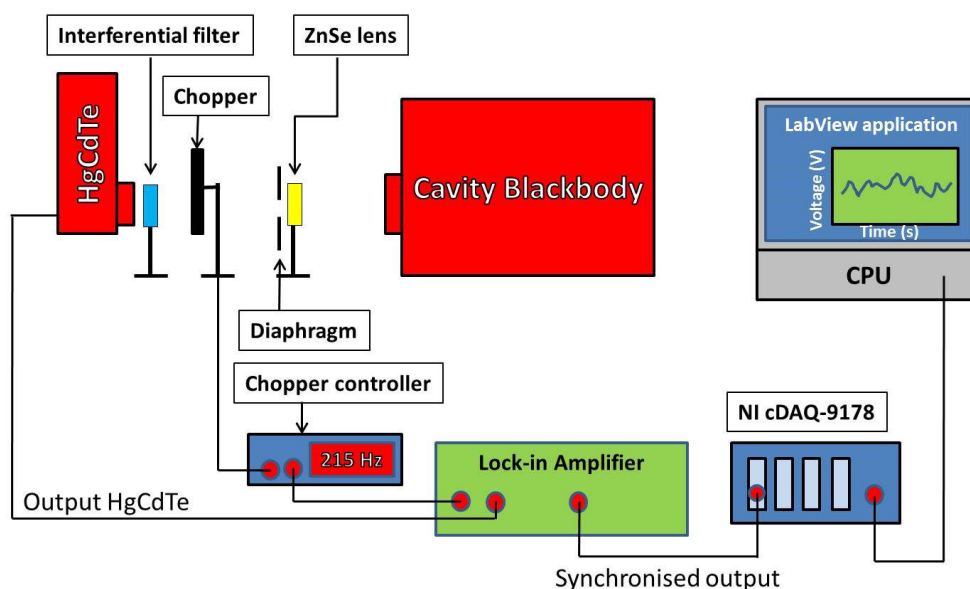 Interferential filter
ZnSe lens
Chopper
HgCdTe
Cavity Blackbody
LabView application
Voltage (V)
Time (s)
CPU
Diaphragm
Chopper controller
NI cDAQ-9178
215 Hz
Lock-in Amplifier
Output HgCdTe
Synchronised output